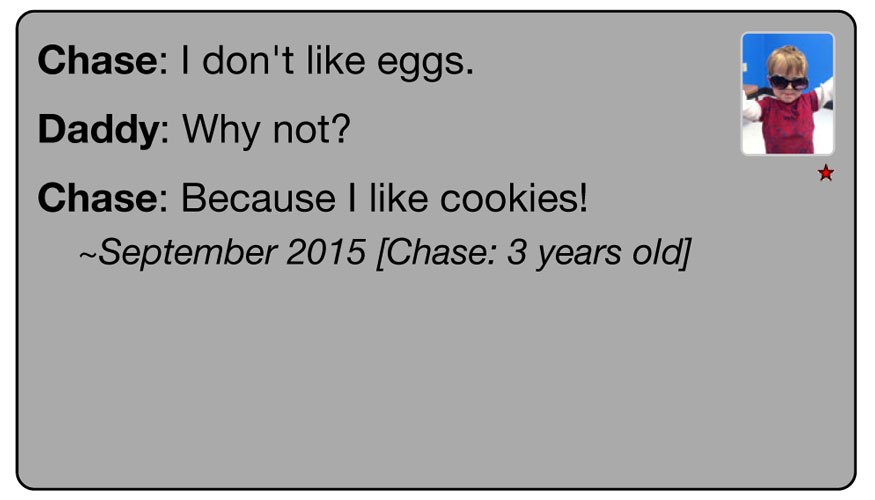 Chase: I don't like eggs.
Daddy: Why not?
Chase: Because I like cookies!
~September 2015 [Chase: 3 years old]